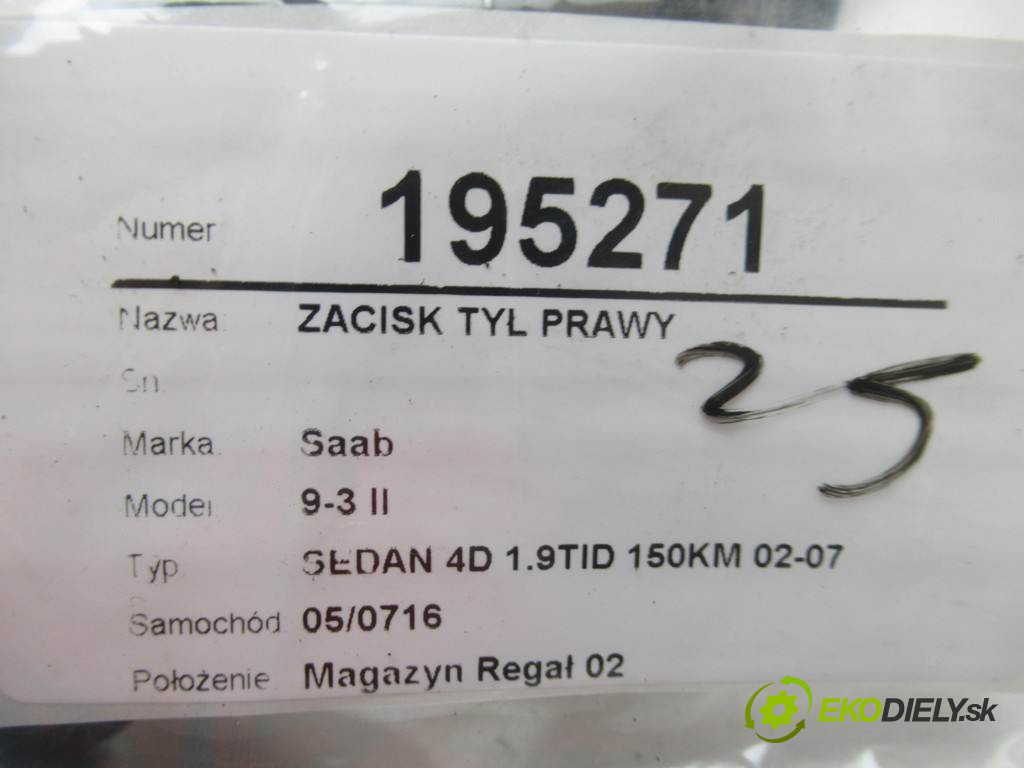 Numer 195271
Nazwa: ZACISK TYŁ PRAWY
25
Sn.
Marka. Saab
Model 9-3 II
Typ SEDAN 4D 1.9TID 150KM 02-07
Samochód 05/0716
Położenie Magazyn Regał 02
EKODIELY.sk